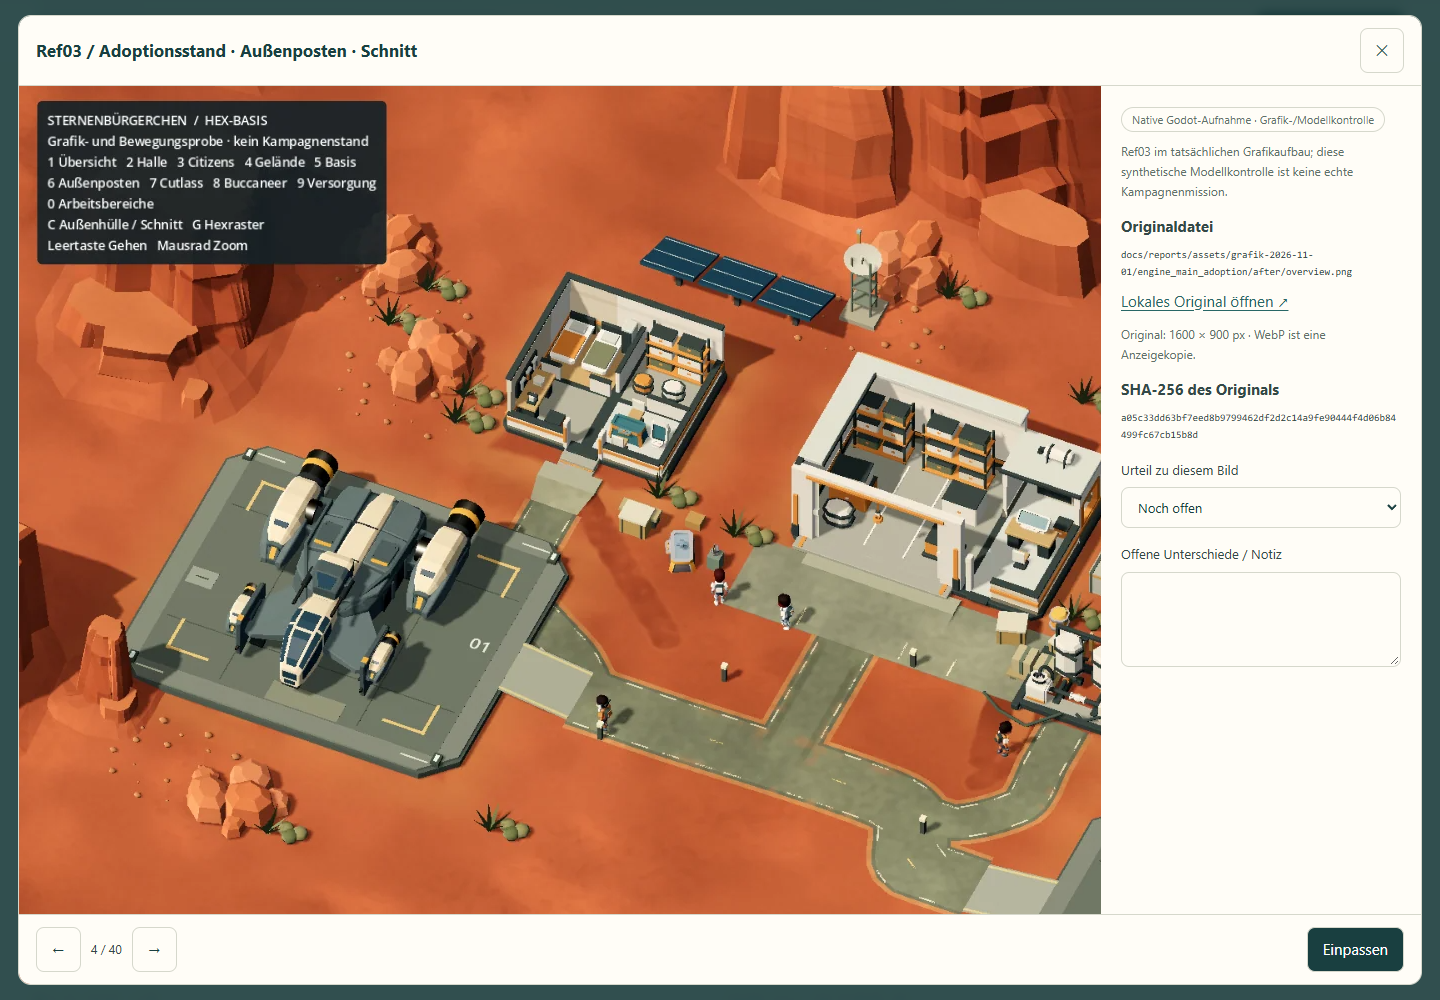 Ref03 / Adoptionsstand · Außenposten · Schnitt
STERNENBÜRGERCHEN / HEX-BASIS
Grafik- und Bewegungsprobe · kein Kampagnenstand
1 Übersicht 2 Halle 3 Citizens 4 Gelände 5 Basis
6 Außenposten 7 Cutlass 8 Buccaneer 9 Versorgung
0 Arbeitsbereiche
C Außenhülle / Schnitt G Hexraster
Leertaste Gehen Mausrad Zoom
01
Native Godot-Aufnahme · Grafik-/Modellkontrolle
Ref03 im tatsächlichen Grafikaufbau; diese
synthetische Modellkontrolle ist keine echte
Kampagnenmission.
Originaldatei
docs/reports/assets/grafik-2026-11-
01/engine_main_adoption/after/overview.png
Lokales Original öffnen ↗
Original: 1600 × 900 px · WebP ist eine
Anzeigekopie.
SHA-256 des Originals
a05c33dd63bf7eed8b9799462df2d2c14a9fe90444f4d06b84
499fc67cb15b8d
Urteil zu diesem Bild
Noch offen
Offene Unterschiede / Notiz
← 4 / 40 →
Einpassen